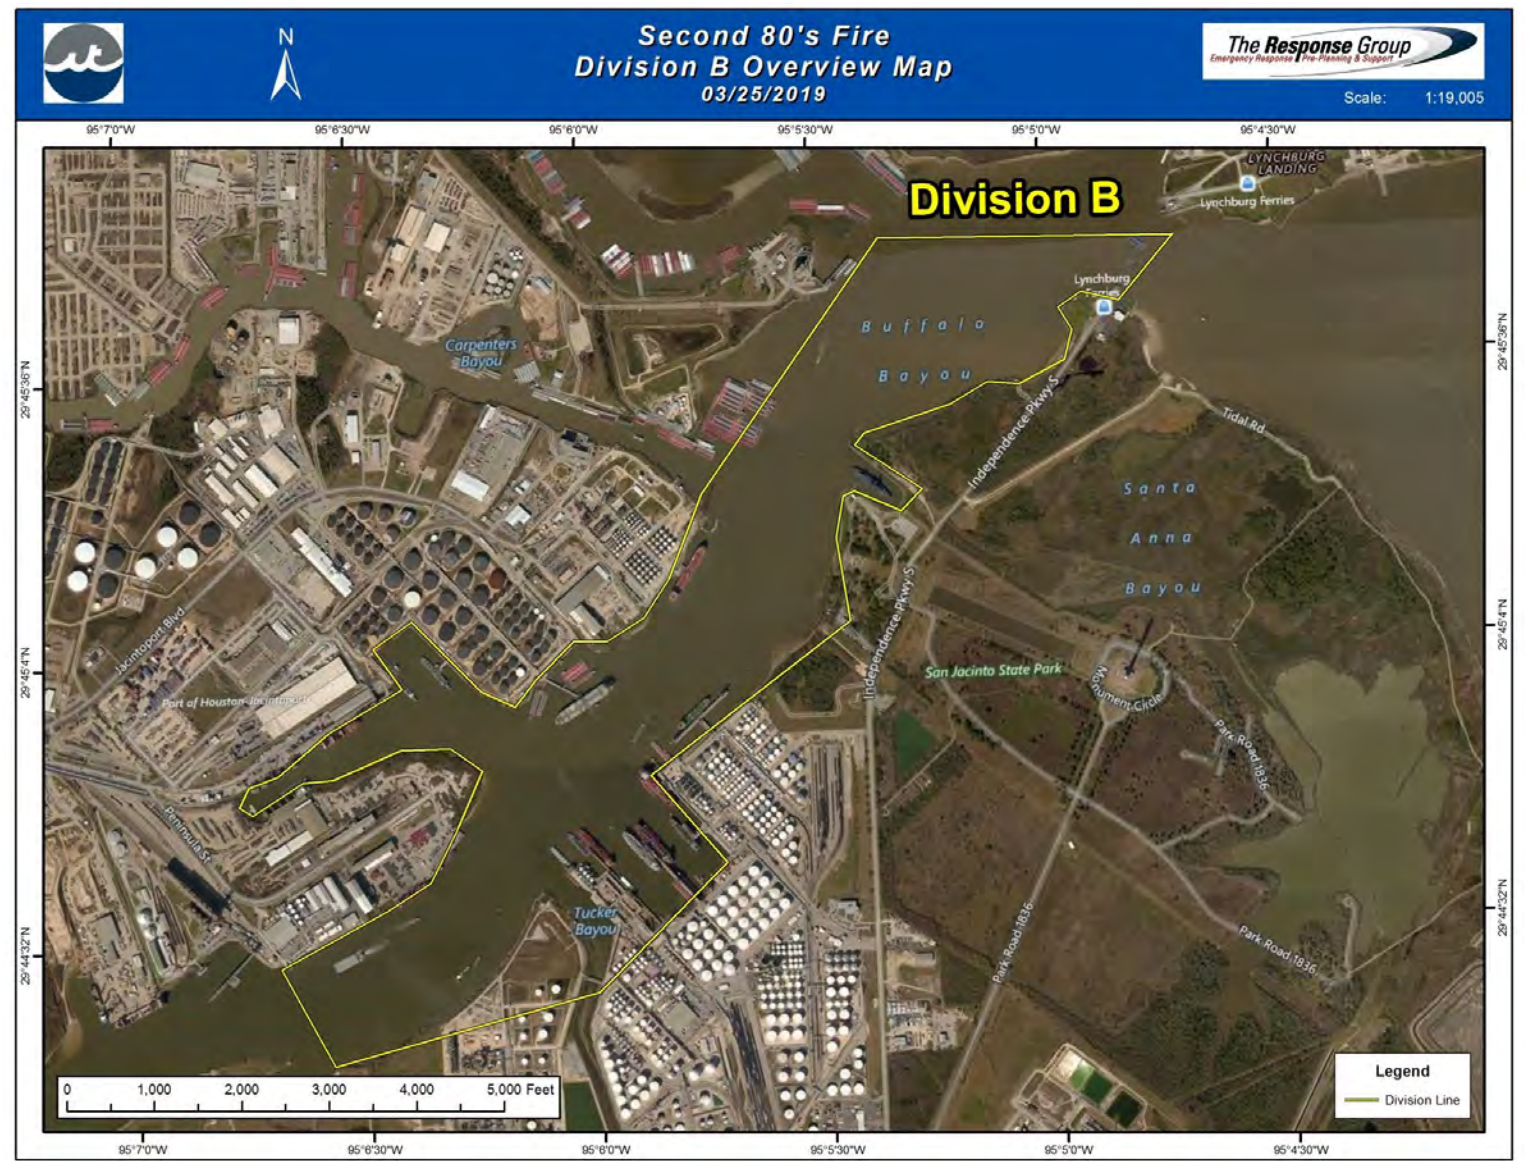 N
Second 80's Fire
Division B Overview Map
03/25/2019
The Response Group
Emergency Response Pre-Planning & Support
Scale: 1:19,005
95°7'0"W 95°6'30"W 95°6'0"W 95°5'30"W 95°5'0"W 95°4'30"W
LYNCHBURG
LANDING
Lynchburg Ferries
Division B
Lynchburg
Ferries
Buffalo
Bayou
Carpenters
Bayou
29°45'36"N
29°45'36"N
Independence Pkwy S
Tidal Rd
Santa
Anna
Bayou
Jacintoport Blvd
Independence Pkwy S
29°45'4"N
29°45'4"N
San Jacinto State Park
Monument Circle
Port of Houston-Jacintoport
Park Road 1836
Peninsula St
Tucker
Bayou
29°44'32"N
29°44'32"N
Park Road 1836
Park Road 1836
0 1,000 2,000 3,000 4,000 5,000 Feet
Legend
Division Line
95°7'0"W 95°6'30"W 95°6'0"W 95°5'30"W 95°5'0"W 95°4'30"W